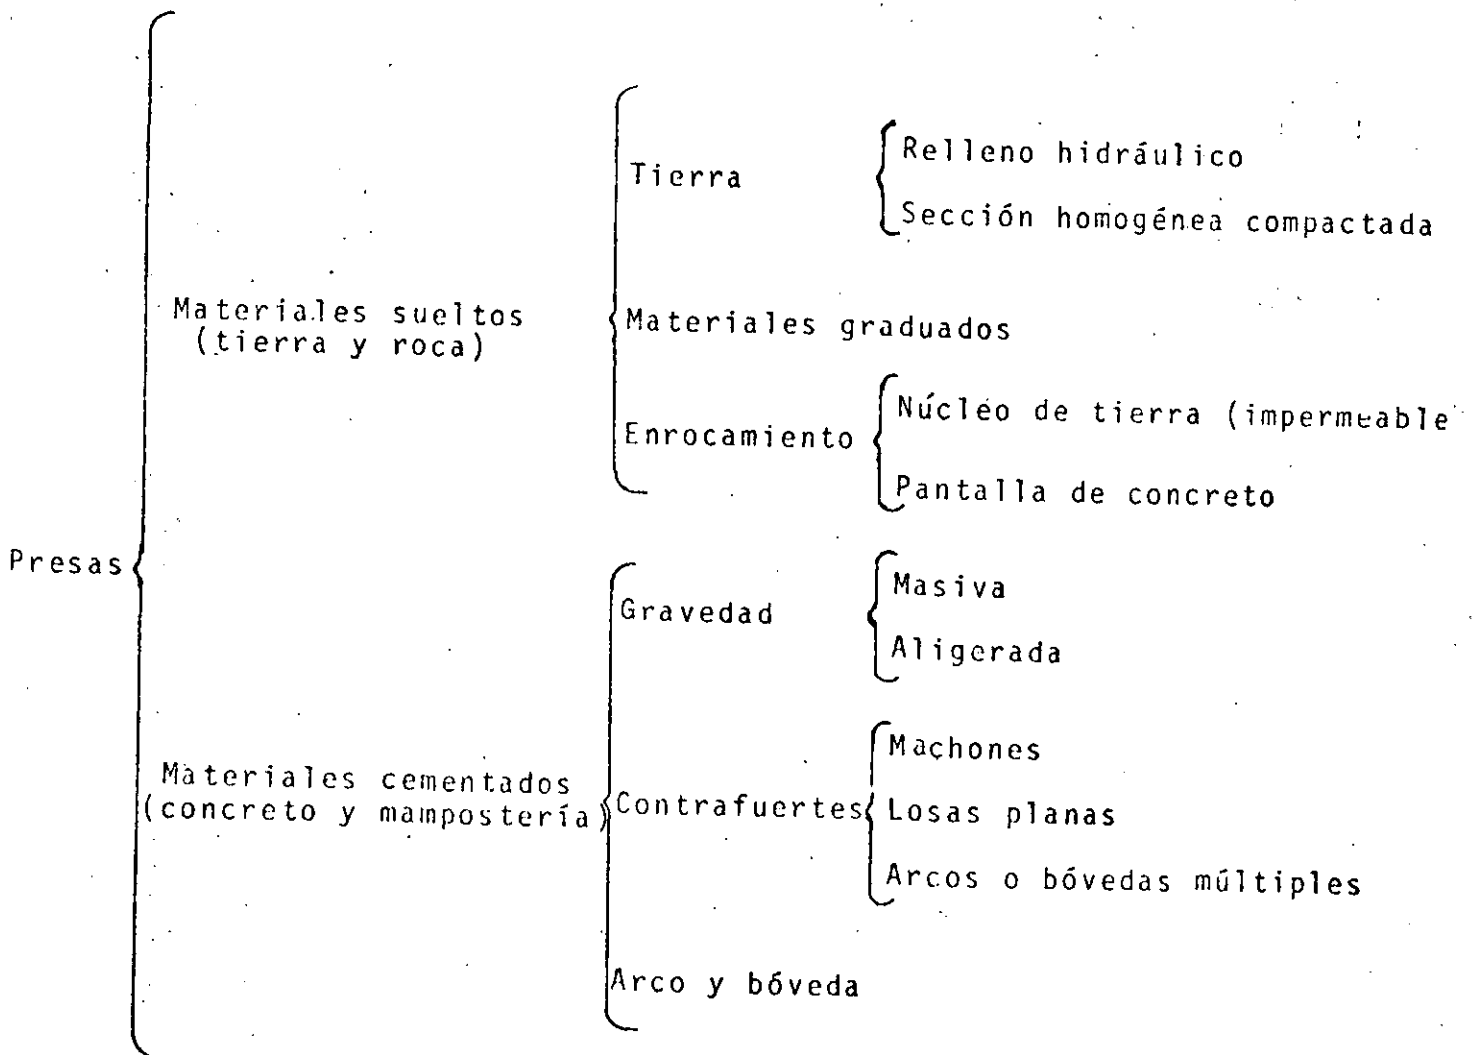 Presas
Materiales sueltos
(tierra y roca)
Tierra
Relleno hidráulico
Sección homogénea compactada
Materiales graduados
Enrocamiento
Núcleo de tierra (impermeable
Pantalla de concreto
Materiales cementados
(concreto y mampostería)
Gravedad
Masiva
Aligerada
Contrafuertes
Machones
Losas planas
Arcos o bóvedas múltiples
Arco y bóveda